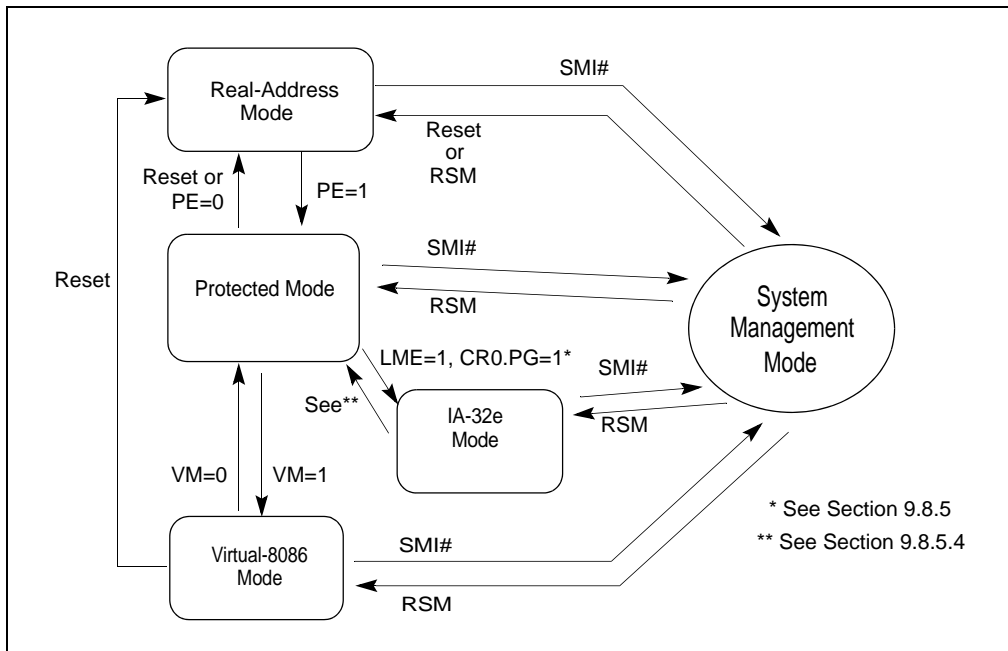 SMI#
Real-Address
Mode
Reset
or
RSM
Reset or
PE=0
PE=1
SMI#
Reset
Protected Mode
RSM
System
Management
Mode
LME=1, CR0.PG=1*
SMI#
See**
IA-32e
Mode
RSM
VM=0
VM=1
* See Section 9.8.5
** See Section 9.8.5.4
Virtual-8086
Mode
SMI#
RSM